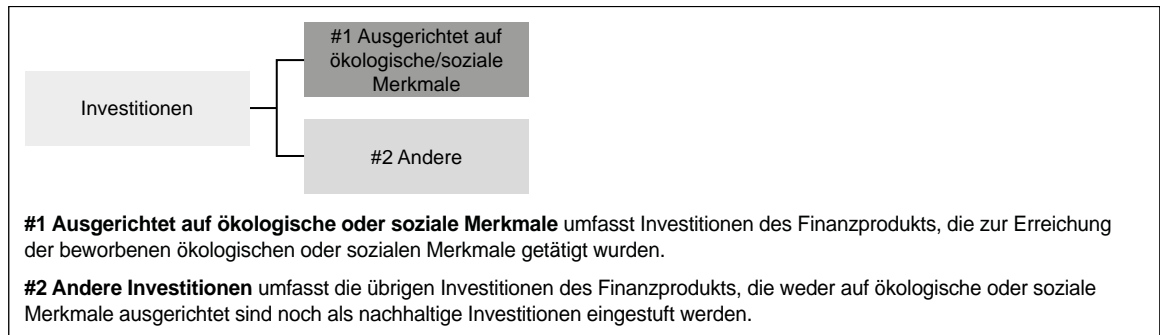 #1 Ausgerichtet auf
ökologische/soziale
Merkmale
Investitionen
#2 Andere
#1 Ausgerichtet auf ökologische oder soziale Merkmale umfasst Investitionen des Finanzprodukts, die zur Erreichung
der beworbenen ökologischen oder sozialen Merkmale getätigt wurden.
#2 Andere Investitionen umfasst die übrigen Investitionen des Finanzprodukts, die weder auf ökologische oder soziale
Merkmale ausgerichtet sind noch als nachhaltige Investitionen eingestuft werden.